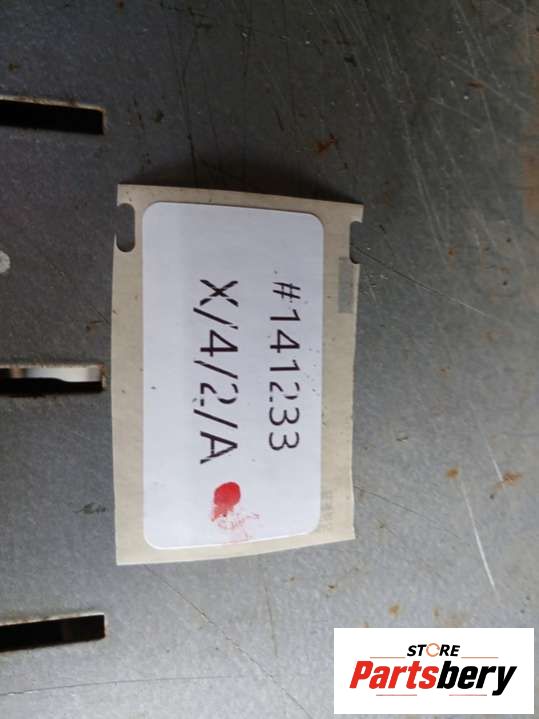 #141233
X/4/2/A
STORE
Partsbery